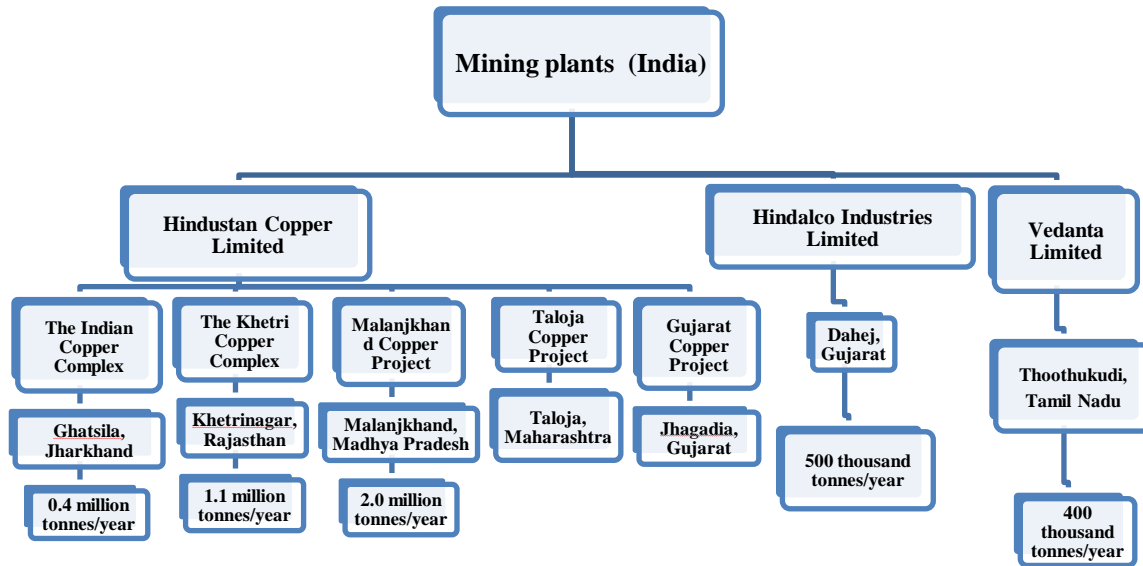 Mining plants (India)
Hindustan Copper
Limited
Hindalco Industries
Limited
Vedanta
Limited
The Indian
Copper
Complex
The Khetri
Copper
Complex
Malanjkhan
d Copper
Project
Taloja
Copper
Project
Gujarat
Copper
Project
Dahej,
Gujarat
Thoothukudi,
Tamil Nadu
Ghatsila,
Jharkhand
Khetrinagar,
Rajasthan
Malanjkhand,
Madhya Pradesh
Taloja,
Maharashtra
Jhagadia,
Gujarat
500 thousand
tonnes/year
0.4 million
tonnes/year
1.1 million
tonnes/year
2.0 million
tonnes/year
400
thousand
tonnes/year